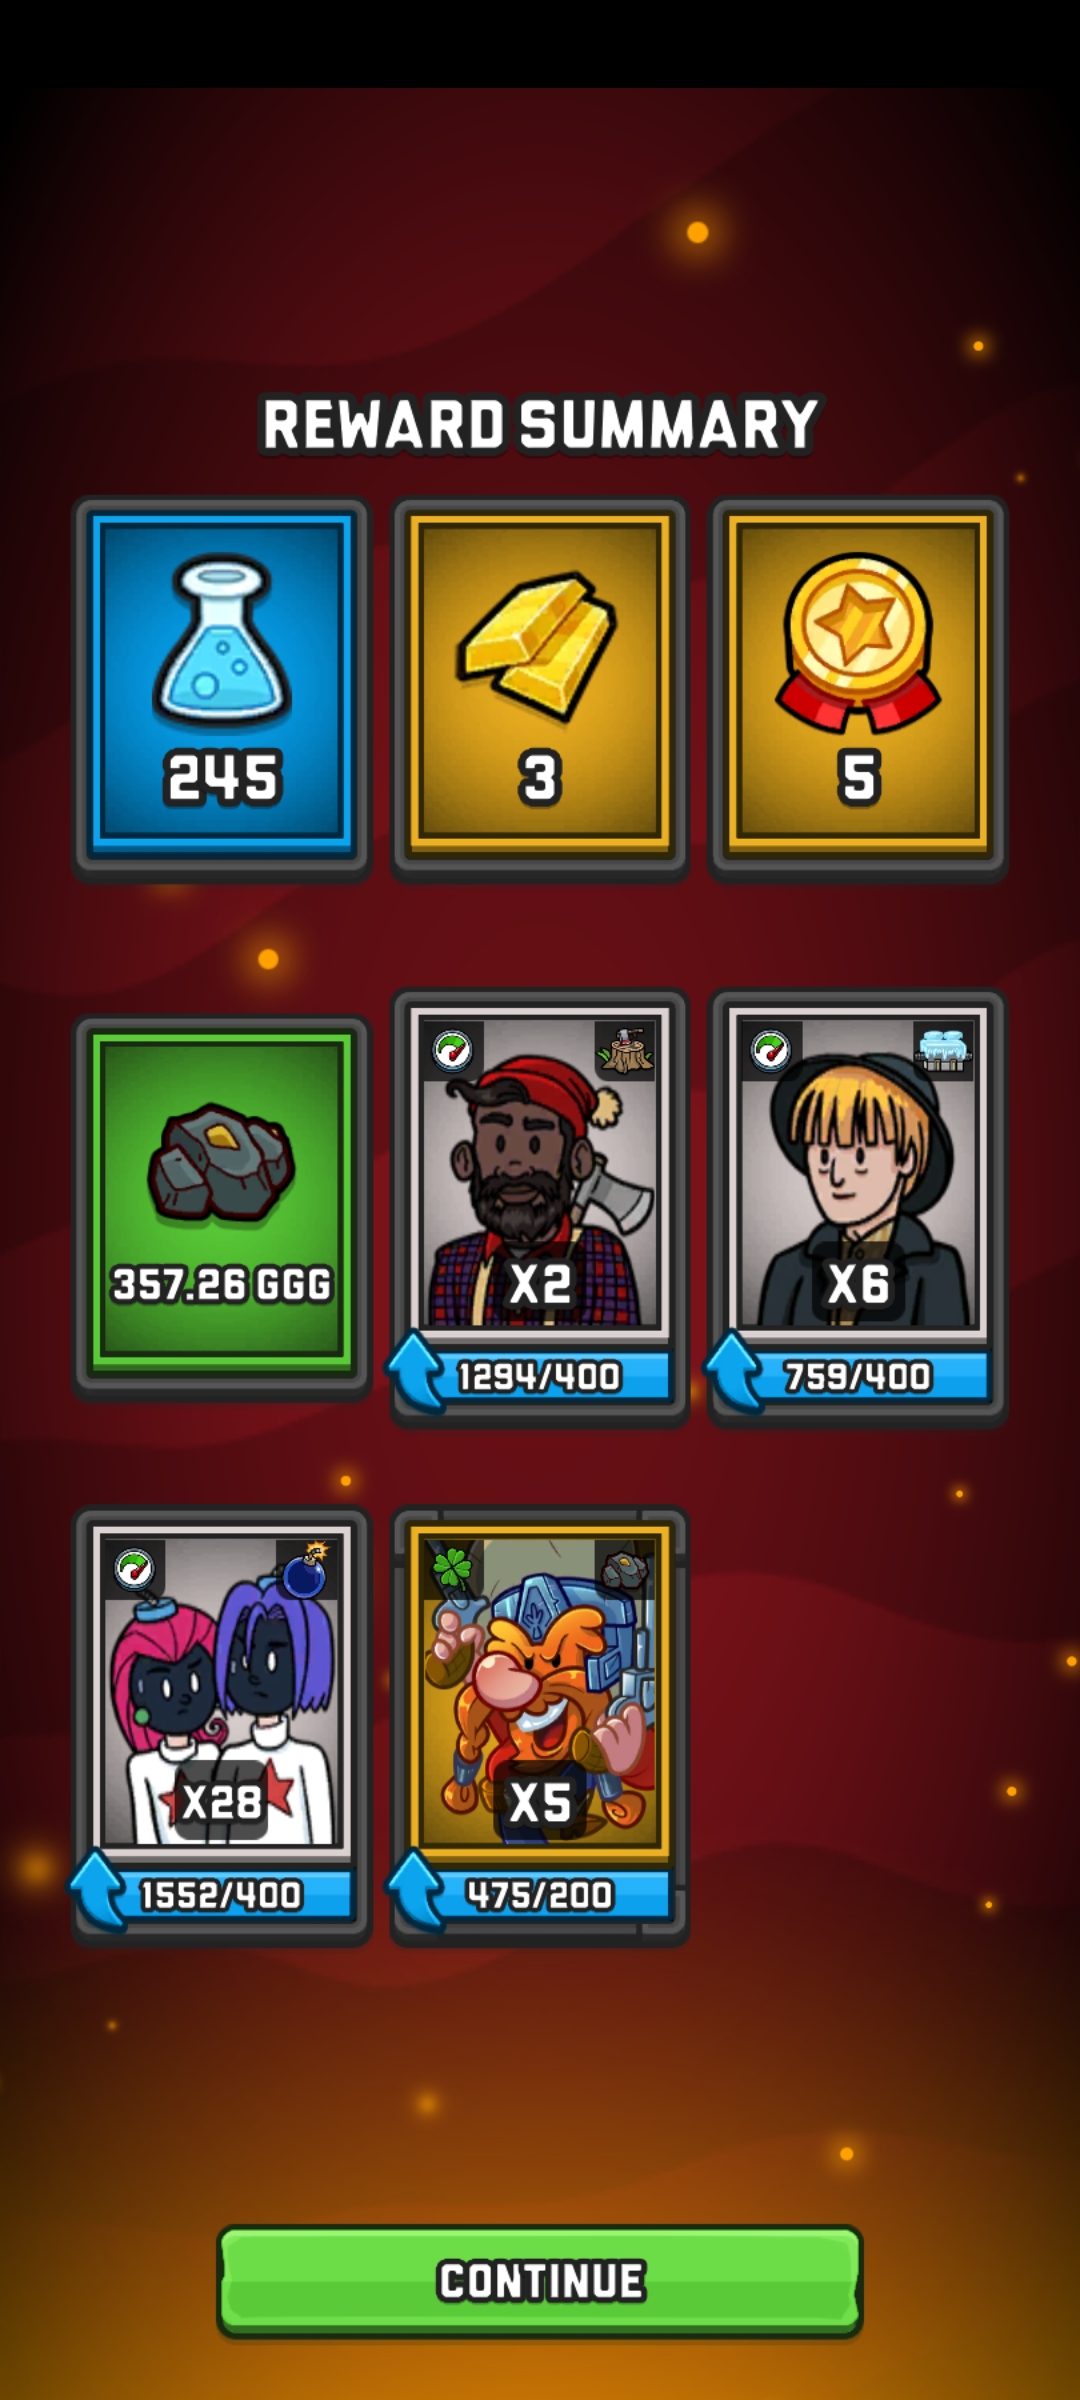 REWARD SUMMARY
245
3
5
357.26 GGG
X2
1294/400
X6
759/400
X28
1552/400
X5
475/200
CONTINUE